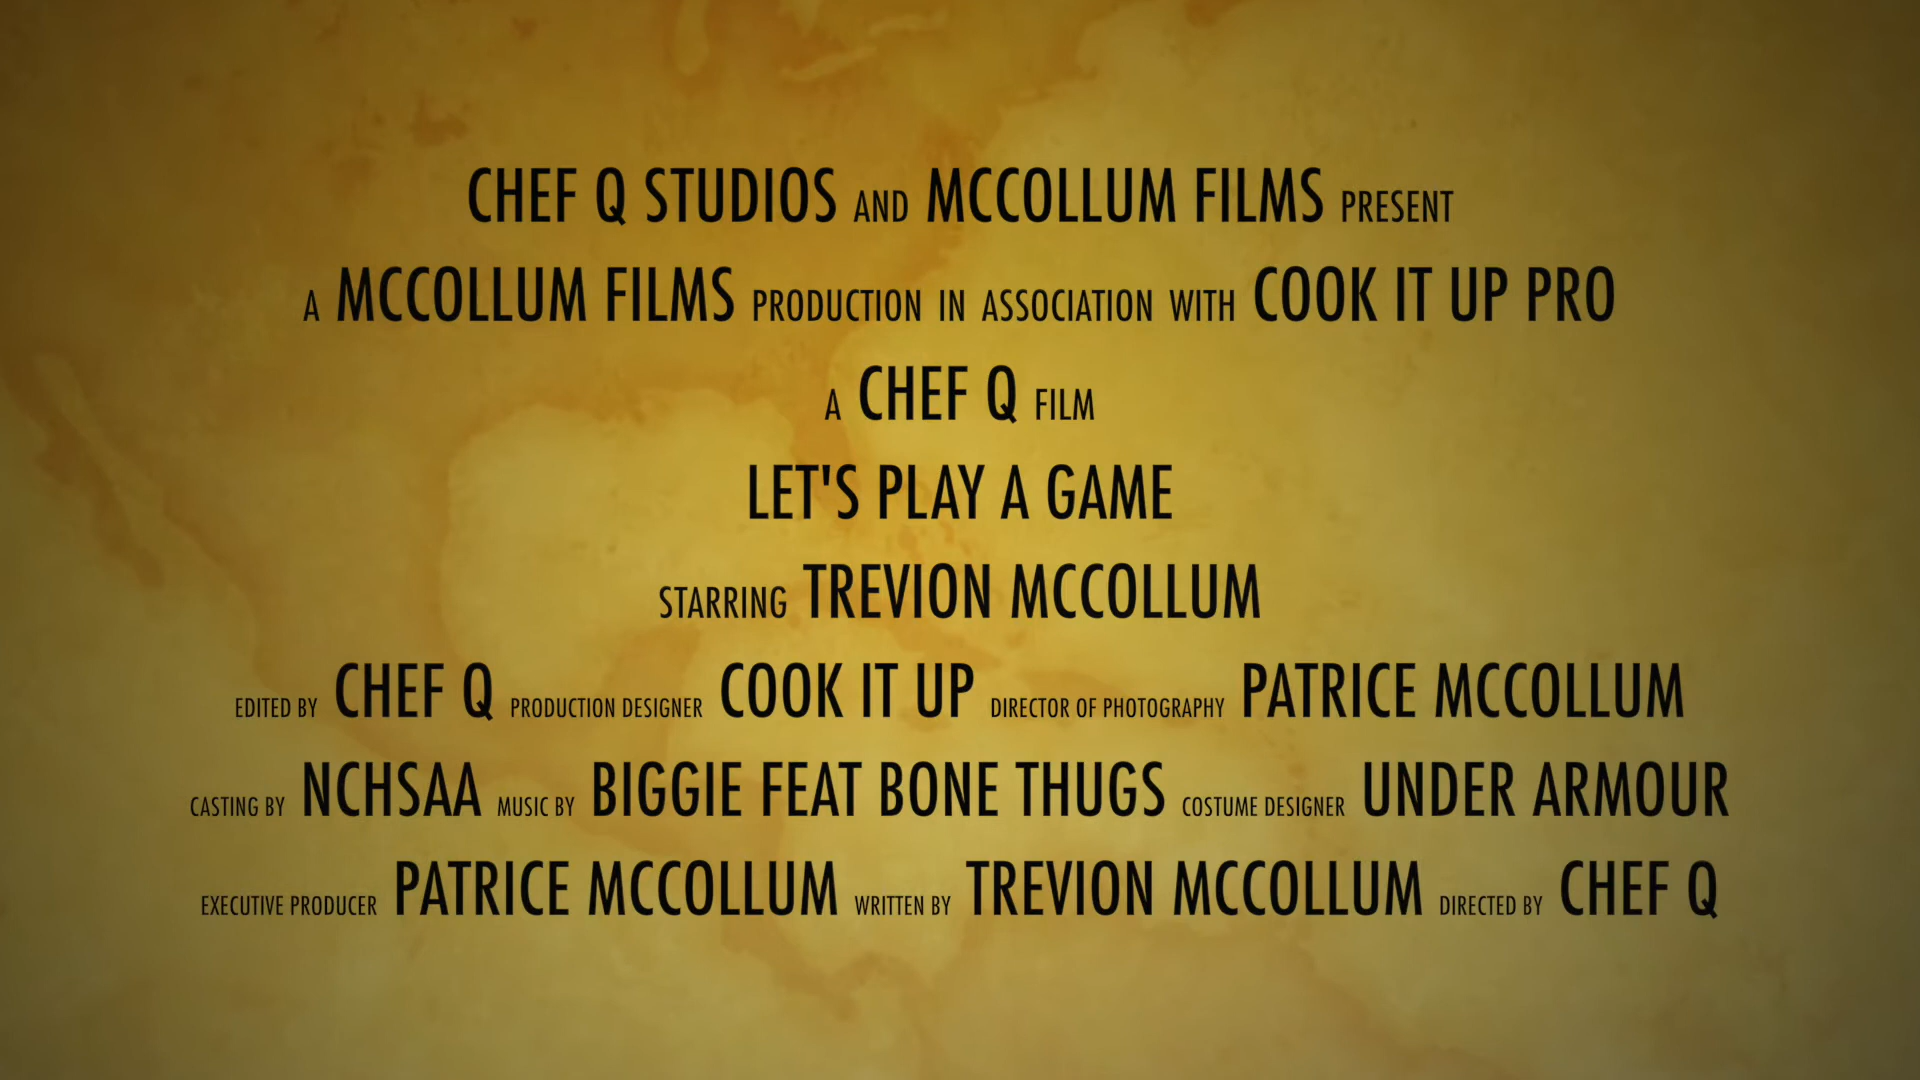 CHEF Q STUDIOS AND MCCOLLUM FILMS PRESENT
A MCCOLLUM FILMS PRODUCTION IN ASSOCIATION WITH COOK IT UP PRO
A CHEF Q FILM
LET'S PLAY A GAME
STARRING TREVION MCCOLLUM
EDITED BY CHEF Q PRODUCTION DESIGNER COOK IT UP DIRECTOR OF PHOTOGRAPHY PATRICE MCCOLLUM
CASTING BY NCHSAA MUSIC BY BIGGIE FEAT BONE THUGS COSTUME DESIGNER UNDER ARMOUR
EXECUTIVE PRODUCER PATRICE MCCOLLUM WRITTEN BY TREVION MCCOLLUM DIRECTED BY CHEF Q